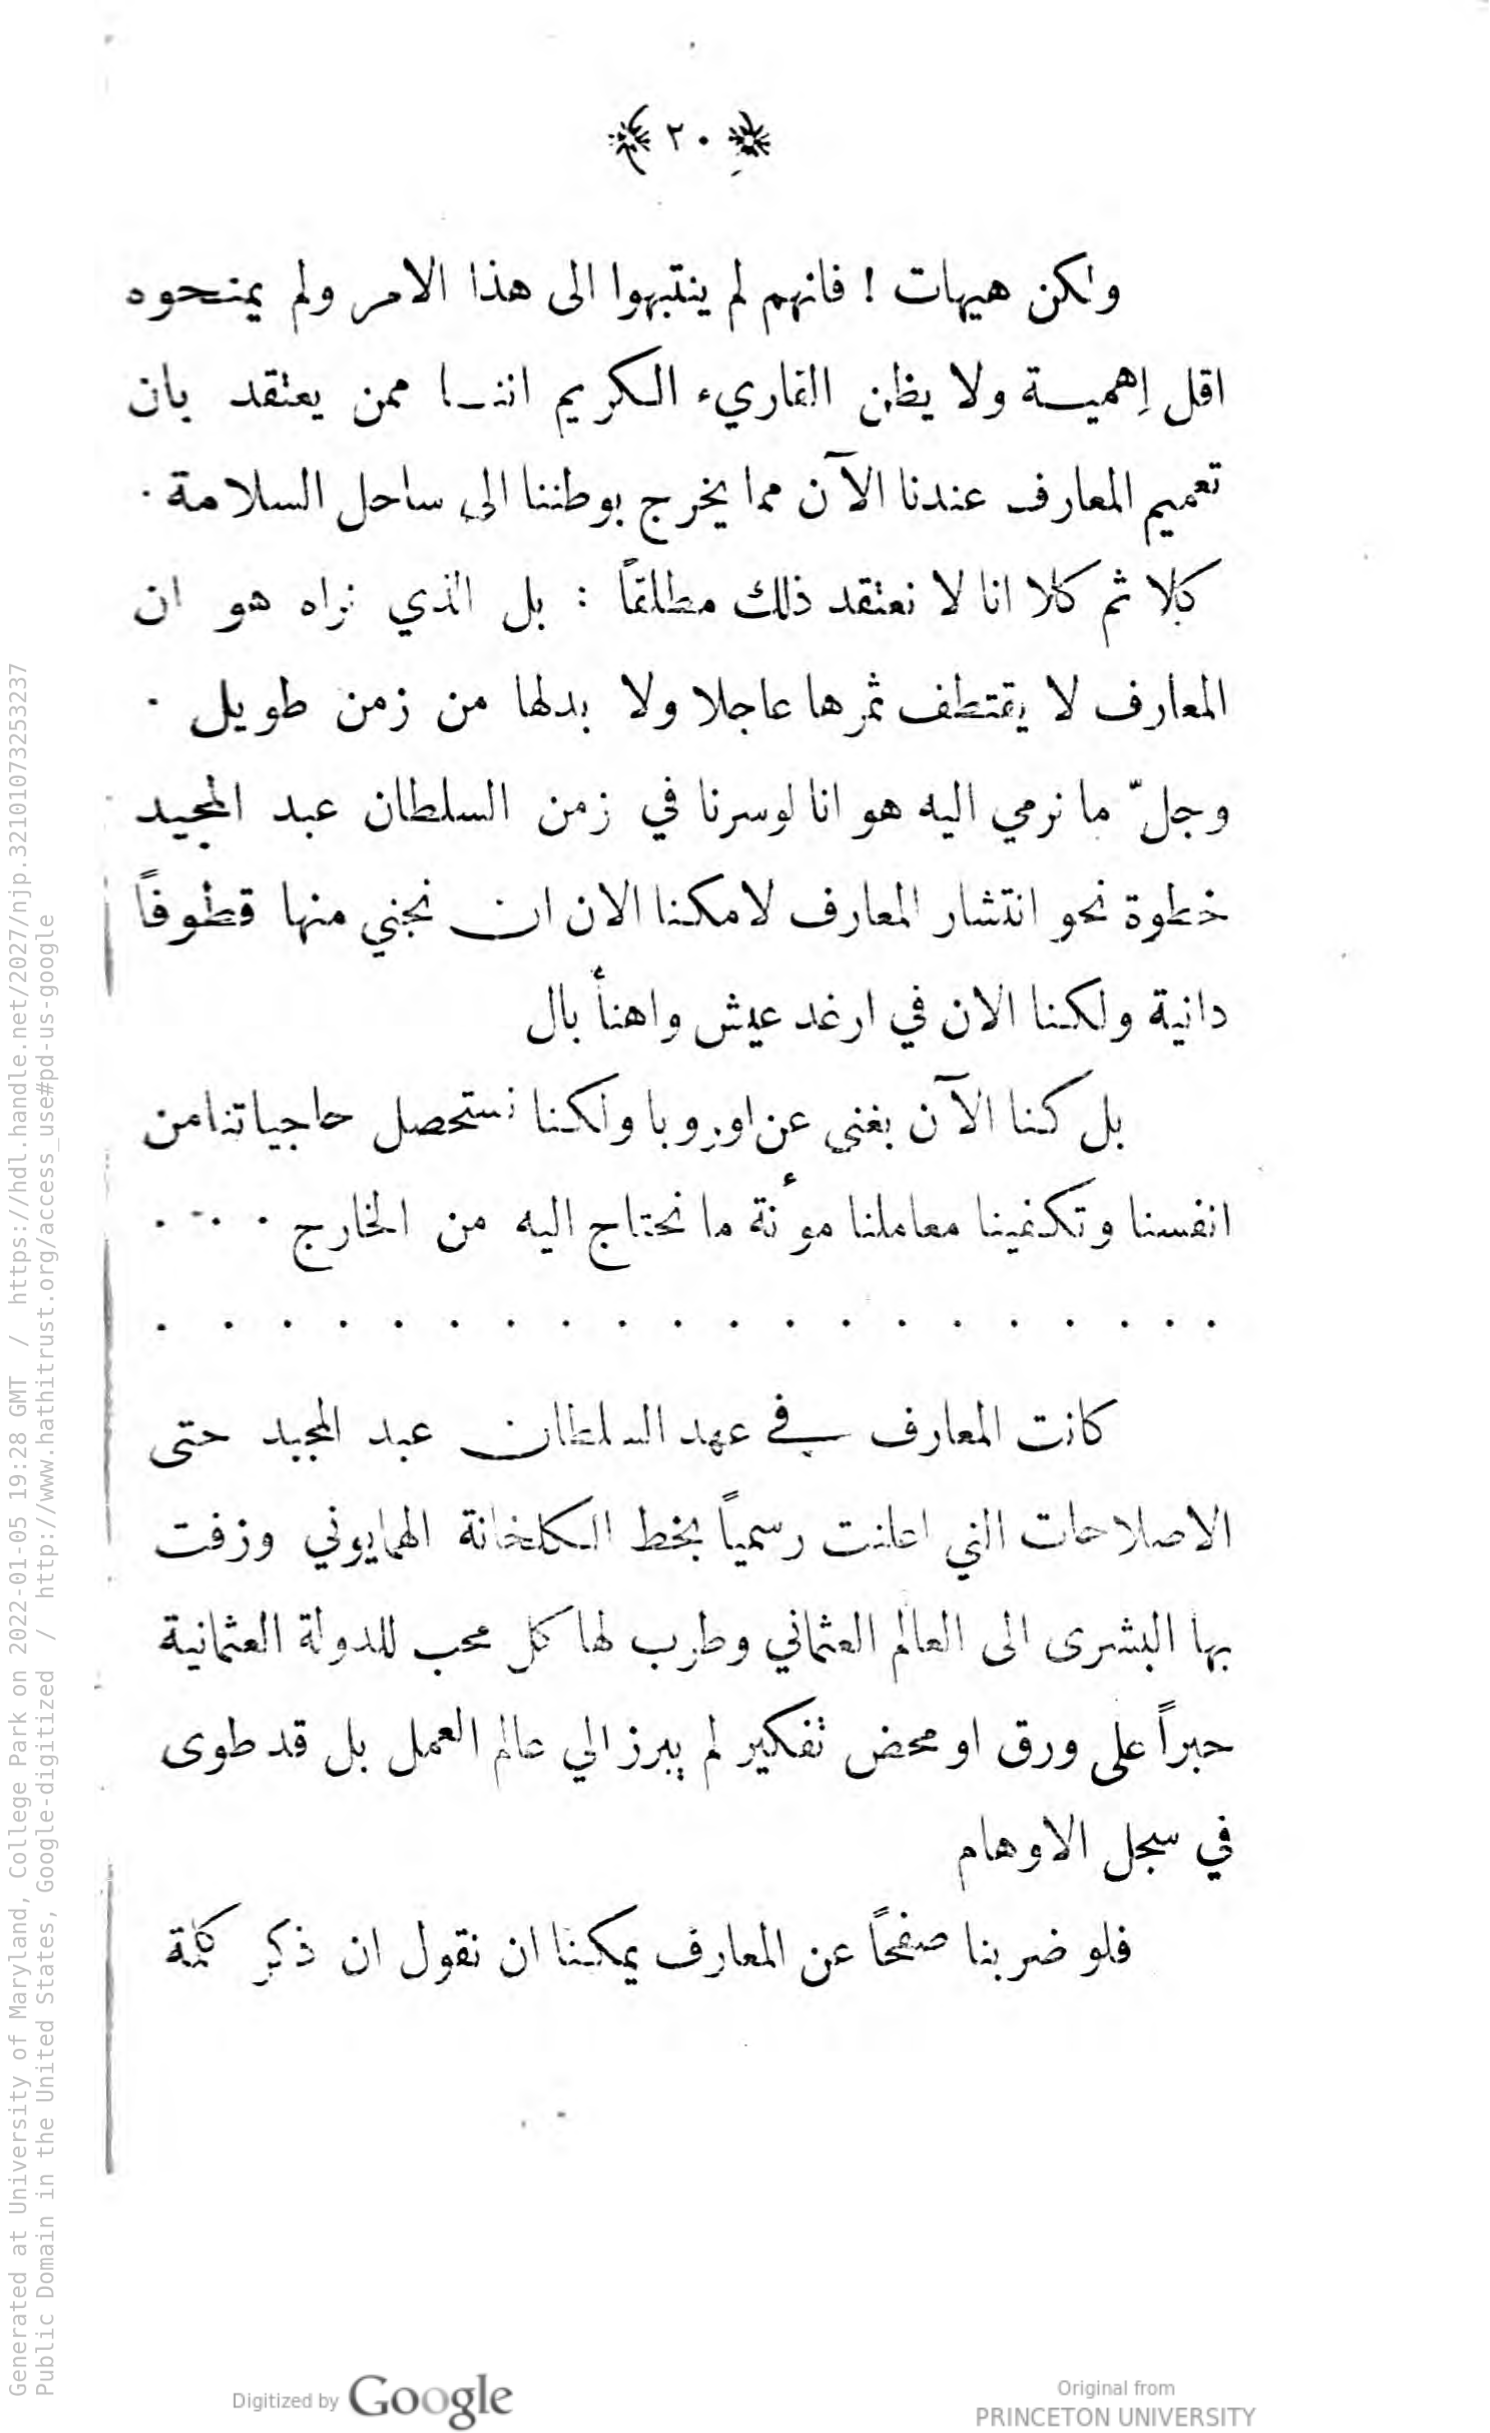 ﴿ ٢٠ ﴾
ولكن هيهات ! فانهم لم ينتبهوا الى هذا الامر ولم يمنحوه
اقل إهمية ولا يظن القاريء الكريم اننا ممن يعتقد بان
تعميم المعارف عندنا الآن مما يخرج بوطننا الى ساحل السلامة .
كلا ثم كلا انا لا نعتقد ذلك مطلقاً : بل الذي نراه هو ان
المعارف لا يقتطف ثمرها عاجلا ولا بدلها من زمن طويل .
وجلّ ما نرمي اليه هو انا لوسرنا في زمن السلطان عبد المجيد
خطوة نحو انتشار المعارف لامكننا الان ان نجني منها قطوفاً
دانية ولكنا الان في ارغد عيش واهنأ بال
بل كنا الآن بغنى عن اوروبا ولكنا نستحصل حاجياتنا من
انفسنا وتكفينا معاملنا مؤنة ما نحتاج اليه من الخارج . . . .
. . . . . . . . . . . . . . . . . . . .
كانت المعارف في عهد السلطان عبد المجيد حتى
الاصلاحات التي اعلنت رسمياً بخط الكلخانة الهمايوني وزفت
بها البشرى الى العالم العثماني وطرب لها كل محب للدولة العثمانية
حبراً على ورق او محض تفكير لم يبرز الي عالم العمل بل قد طوى
في سجل الاوهام
فلو ضربنا صفحاً عن المعارف يمكننا ان نقول ان ذكر كلمة
Generated at University of Maryland, College Park on 2022-01-05 19:28 GMT / https://hdl.handle.net/2027/njp.32101073253237
Public Domain in the United States, Google-digitized / http://www.hathitrust.org/access_use#pd-us-google
Digitized by Google
Original from
PRINCETON UNIVERSITY